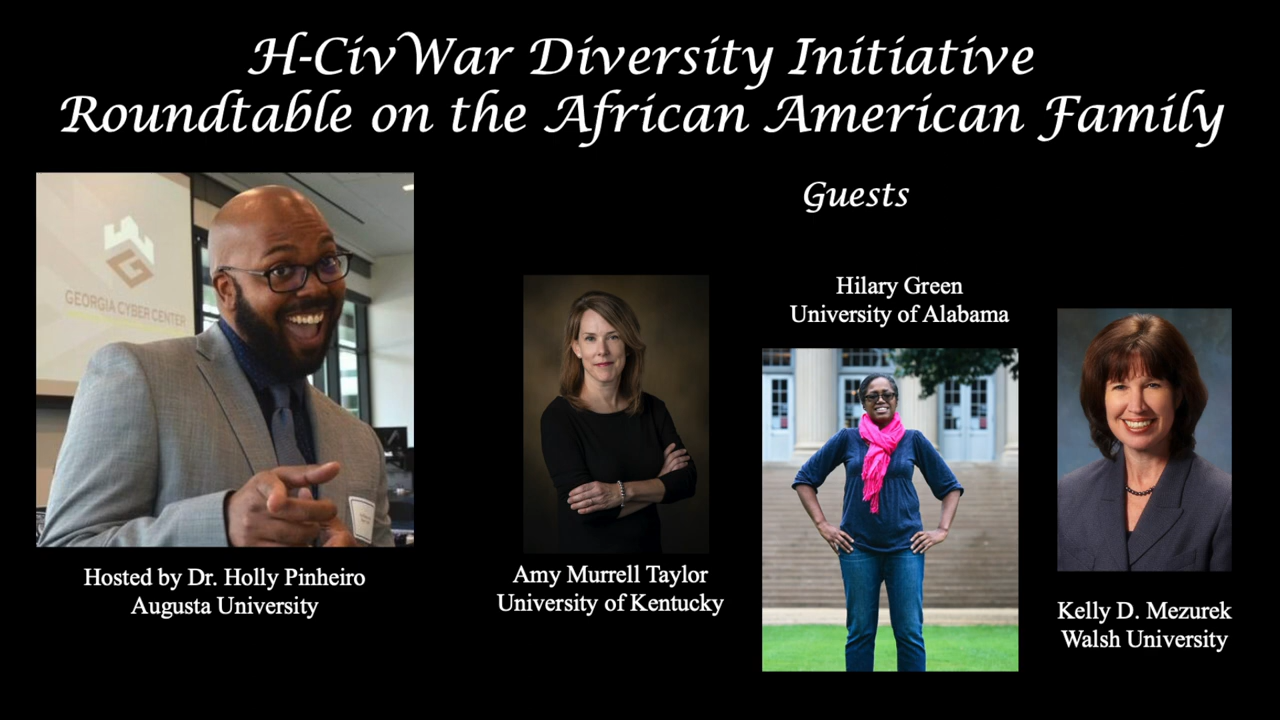 H-CivWar Diversity Initiative
Roundtable on the African American Family
Guests
GEORGIA CYBER CENTER
Hosted by Dr. Holly Pinheiro
Augusta University
Amy Murrell Taylor
University of Kentucky
Hilary Green
University of Alabama
Kelly D. Mezurek
Walsh University